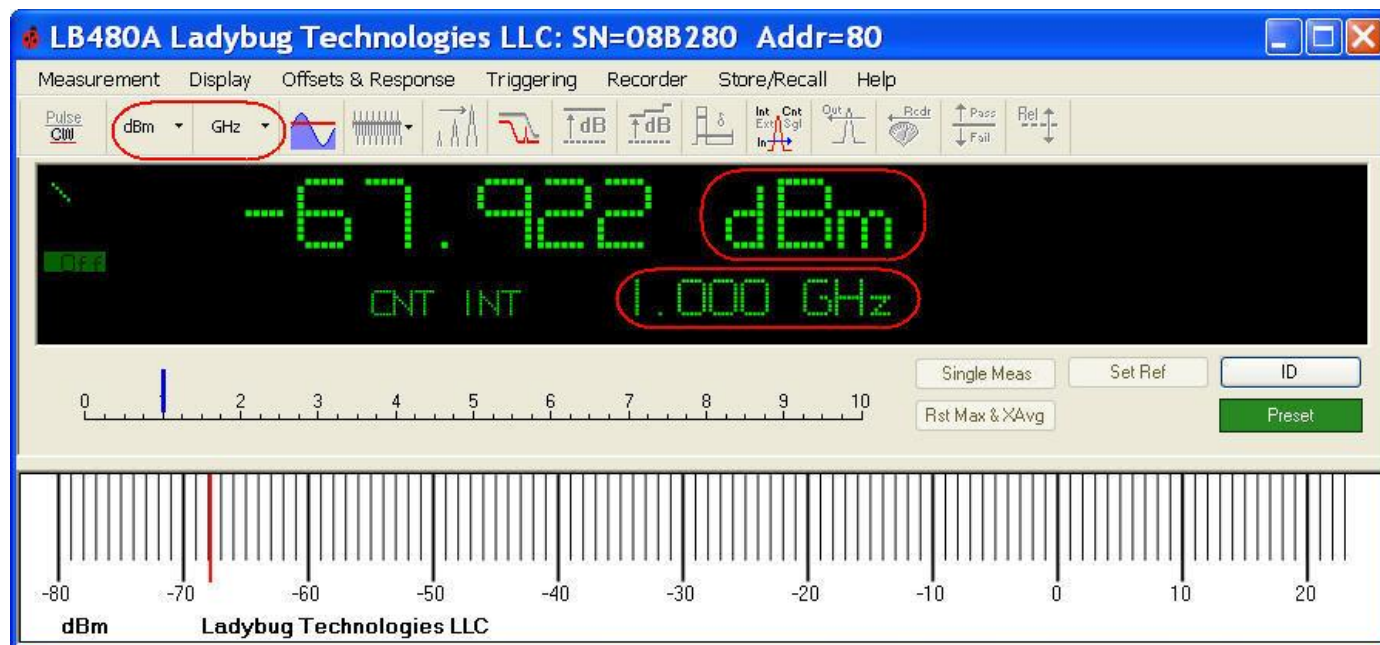 LB480A Ladybug Technologies LLC: SN=08B280 Addr=80
Measurement Display Offsets & Response Triggering Recorder Store/Recall Help
Pulse
CW
dBm GHz
dB dB δ
Int Cnt
Ext Sgl
In
Out
Rcdr
Pass
Fail
Rel
-67.922 dBm
Off
CNT INT 1.000 GHz
Single Meas Set Ref ID
0 2 3 4 5 6 7 8 9 10
Rst Max & XAvg Preset
-80 -70 -60 -50 -40 -30 -20 -10 0 10 20
dBm Ladybug Technologies LLC